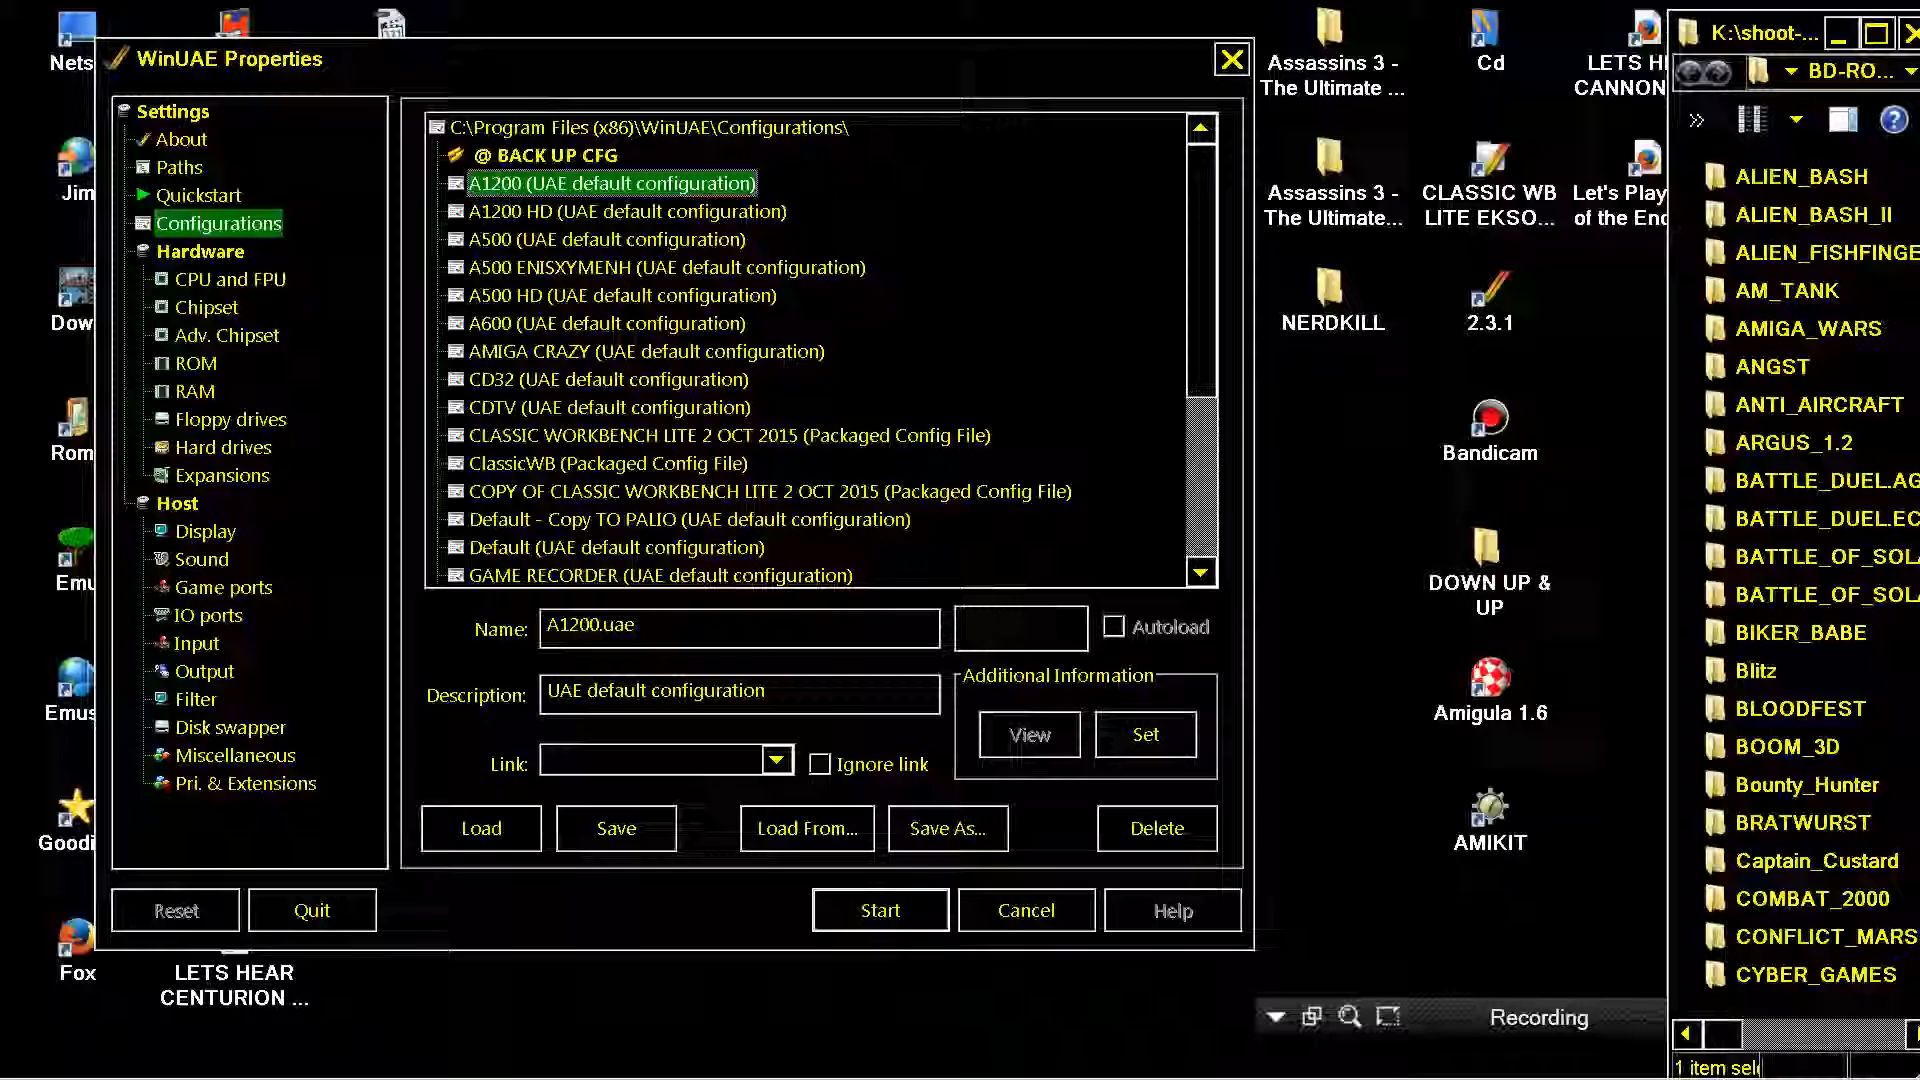 Nets
Jim
Dow
Rom
Emu
Emus
Goodi
Fox
LETS HEAR
CENTURION ...
WinUAE Properties
Settings
About
Paths
Quickstart
Configurations
Hardware
CPU and FPU
Chipset
Adv. Chipset
ROM
RAM
Floppy drives
Hard drives
Expansions
Host
Display
Sound
Game ports
IO ports
Input
Output
Filter
Disk swapper
Miscellaneous
Pri. & Extensions
C:\Program Files (x86)\WinUAE\Configurations\
@ BACK UP CFG
A1200 (UAE default configuration)
A1200 HD (UAE default configuration)
A500 (UAE default configuration)
A500 ENISXYMENH (UAE default configuration)
A500 HD (UAE default configuration)
A600 (UAE default configuration)
AMIGA CRAZY (UAE default configuration)
CD32 (UAE default configuration)
CDTV (UAE default configuration)
CLASSIC WORKBENCH LITE 2 OCT 2015 (Packaged Config File)
ClassicWB (Packaged Config File)
COPY OF CLASSIC WORKBENCH LITE 2 OCT 2015 (Packaged Config File)
Default - Copy TO PALIO (UAE default configuration)
Default (UAE default configuration)
GAME RECORDER (UAE default configuration)
Name: A1200.uae
Autoload
Description: UAE default configuration
Additional Information
View Set
Link:
Ignore link
Load Save Load From... Save As... Delete
Reset Quit Start Cancel Help
Assassins 3 -
The Ultimate ...
Cd
LETS HI
CANNON
Assassins 3 -
The Ultimate...
CLASSIC WB
LITE EKSO...
Let's Play
of the End
NERDKILL
2.3.1
Bandicam
DOWN UP &
UP
Amigula 1.6
AMIKIT
Recording
K:\shoot-...
BD-RO...
ALIEN_BASH
ALIEN_BASH_II
ALIEN_FISHFINGE
AM_TANK
AMIGA_WARS
ANGST
ANTI_AIRCRAFT
ARGUS_1.2
BATTLE_DUEL.AG
BATTLE_DUEL.EC
BATTLE_OF_SOLA
BATTLE_OF_SOLA
BIKER_BABE
Blitz
BLOODFEST
BOOM_3D
Bounty_Hunter
BRATWURST
Captain_Custard
COMBAT_2000
CONFLICT_MARS
CYBER_GAMES
1 item sele